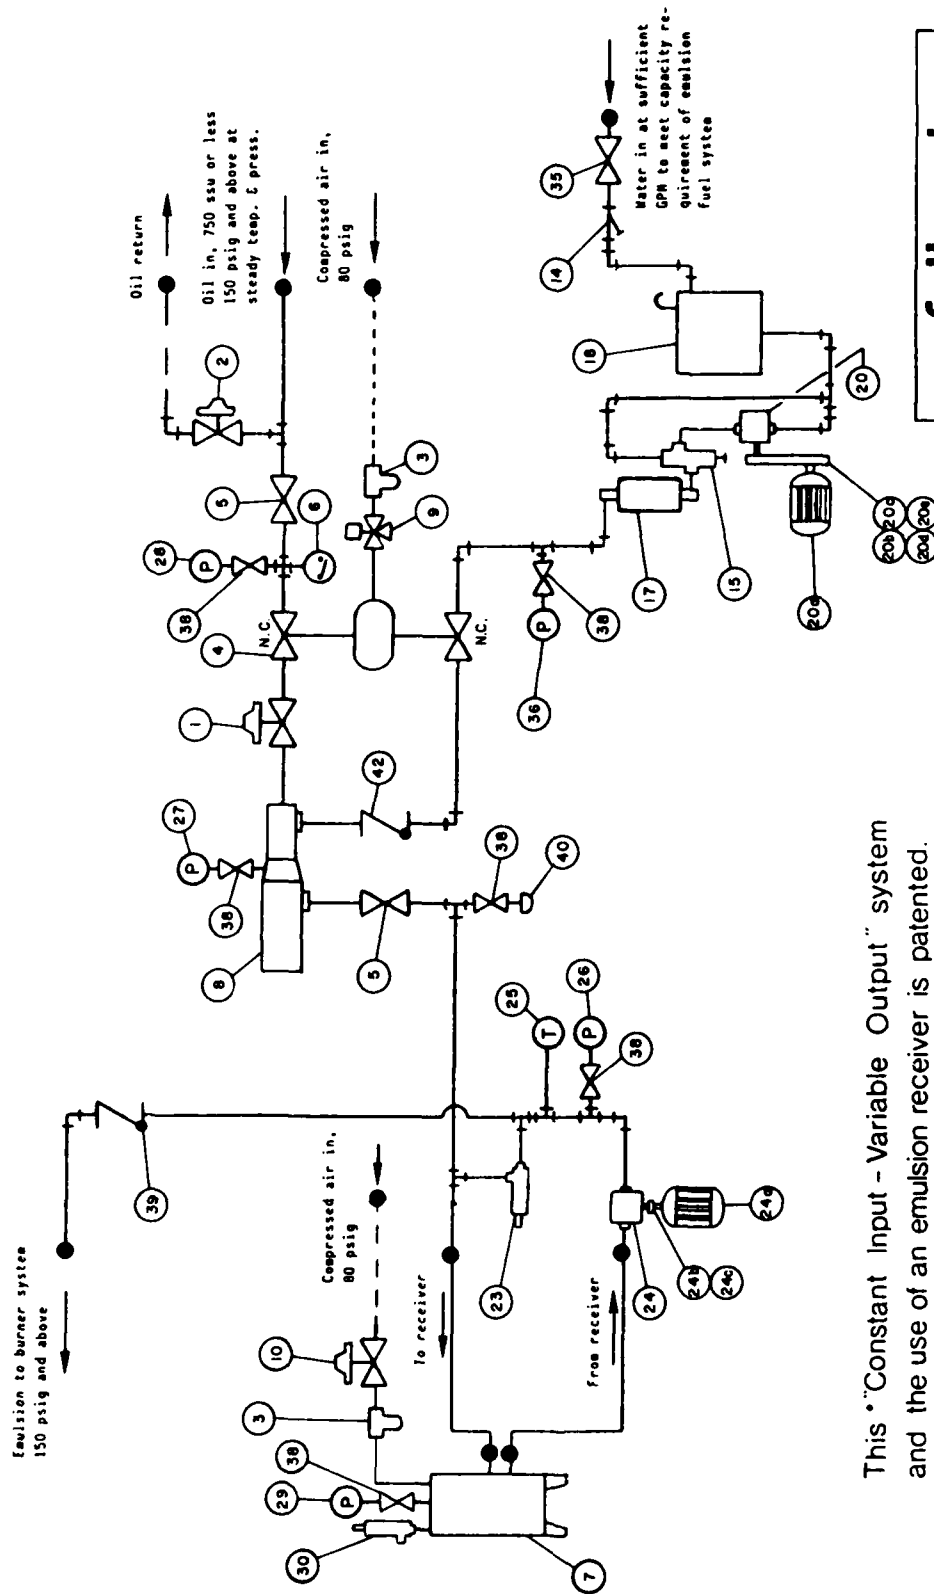 Emulsion to burner system
150 psig and above
39
Compressed air in,
80 psig
10
3
38
29
P
30
7
To receiver
From receiver
23
24
24b
24c
24a
25
T
26
P
38
27
P
38
8
5
38
40
42
1
4
N.C.
38
28
P
6
5
2
Oil return
Oil in, 750 ssu or less
150 psig and above at
steady temp. & press.
Compressed air in,
80 psig
3
9
N.C.
36
P
38
17
15
20
20a
20b
20c
20d
20e
18
14
35
Water in at sufficient
GPM to meet capacity re-
quirement of emulsion
fuel system
This "Constant Input - Variable Output" system
and the use of an emulsion receiver is patented.